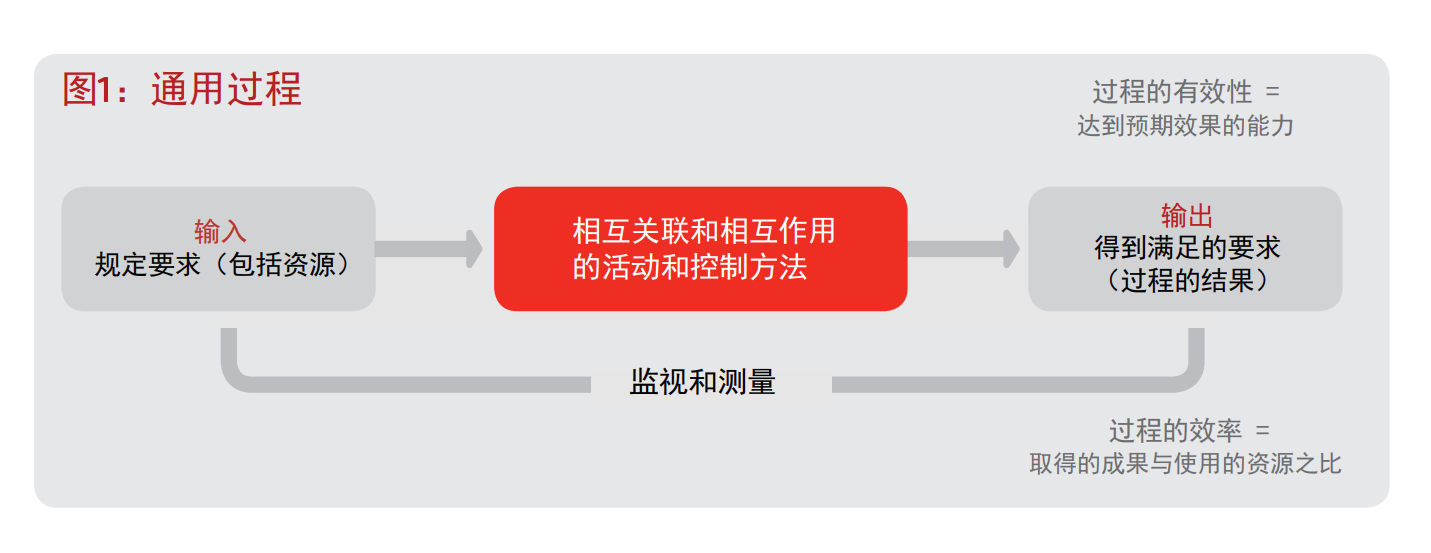 图1：通用过程
过程的有效性 =
达到预期效果的能力
输入
规定要求（包括资源）
相互关联和相互作用
的活动和控制方法
输出
得到满足的要求
（过程的结果）
监视和测量
过程的效率 =
取得的成果与使用的资源之比